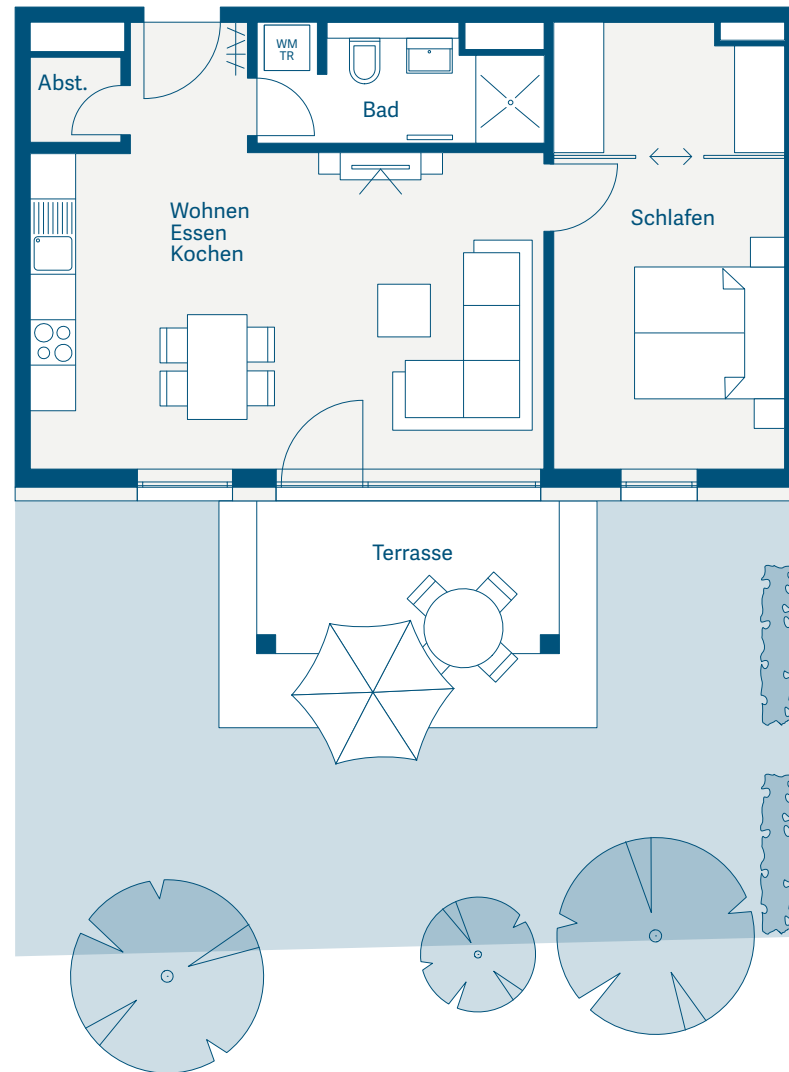 WM
TR
Abst.
Bad
Wohnen
Essen
Kochen
Schlafen
Terrasse